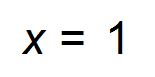 x = 1